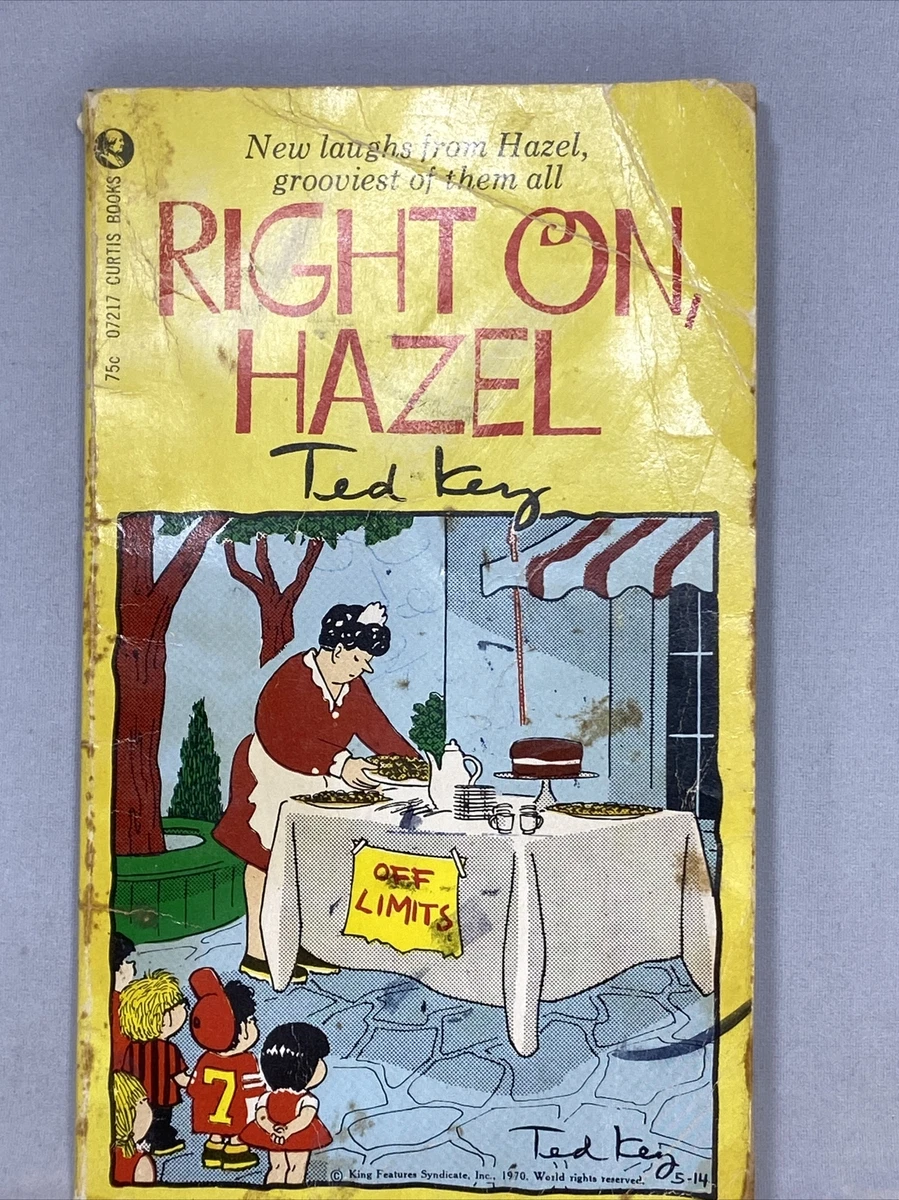 New laughs from Hazel,
grooviest of them all
75c 07217 CURTIS BOOKS
RIGHT ON,
HAZEL
Ted Key
OFF
LIMITS
7
Ted Key
5-14
© King Features Syndicate, Inc., 1970. World rights reserved.